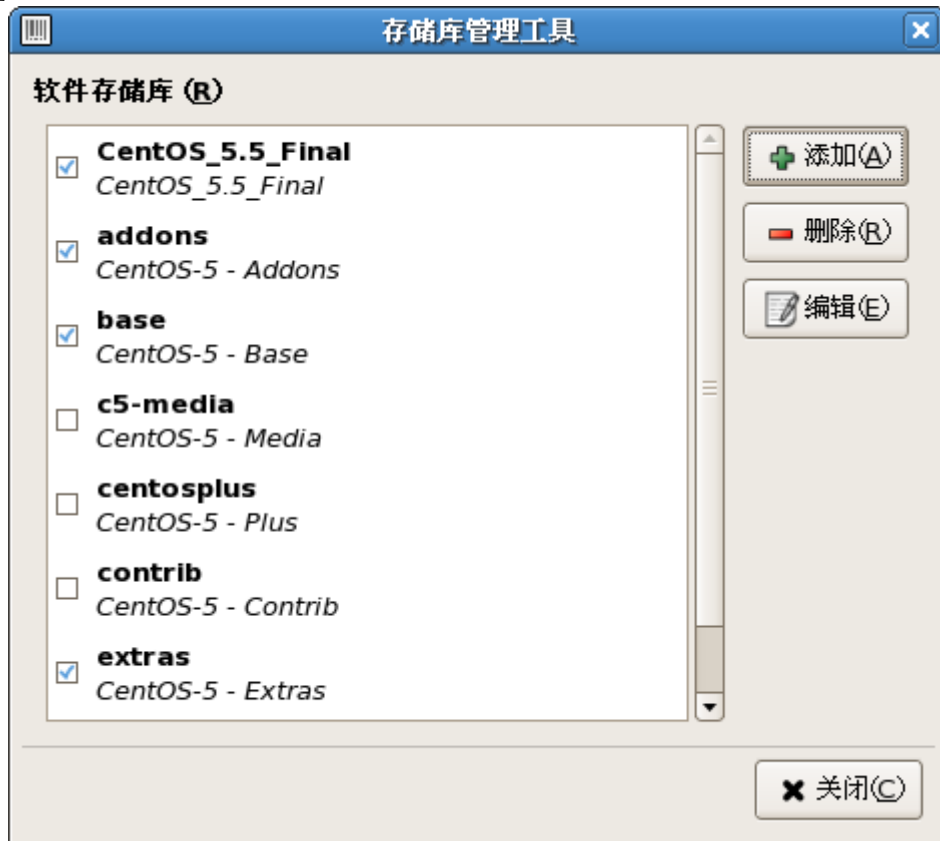 存储库管理工具
软件存储库 (R)
CentOS_5.5_Final
CentOS_5.5_Final
addons
CentOS-5 - Addons
base
CentOS-5 - Base
c5-media
CentOS-5 - Media
centosplus
CentOS-5 - Plus
contrib
CentOS-5 - Contrib
extras
CentOS-5 - Extras
添加(A)
删除(R)
编辑(E)
关闭(C)